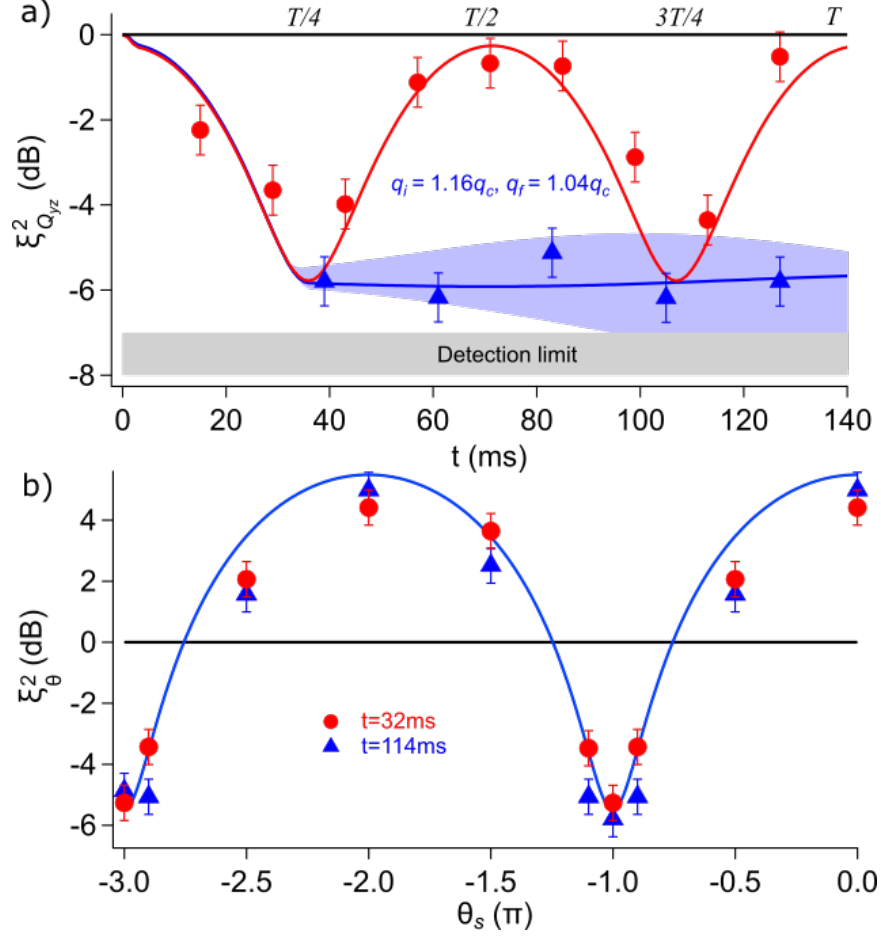 a)
T/4 T/2 3T/4 T
0
-2
-4
-6
-8
ξ²Qyz (dB)
qi = 1.16qc, qf = 1.04qc
Detection limit
0 20 40 60 80 100 120 140
t (ms)
b)
4
2
0
-2
-4
-6
ξ²θ (dB)
t=32ms
t=114ms
-3.0 -2.5 -2.0 -1.5 -1.0 -0.5 0.0
θs (π)